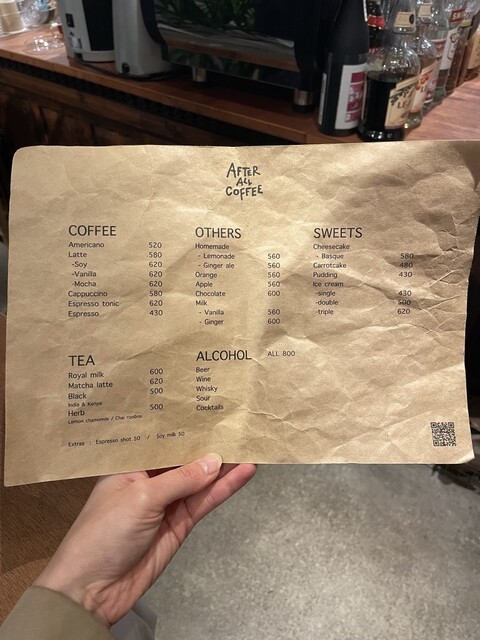 AFTER
ALL
COFFEE
COFFEE
Americano 520
Latte 580
-Soy 620
-Vanilla 620
-Mocha 620
Cappuccino 580
Espresso tonic 620
Espresso 430
OTHERS
Homemade
- Lemonade 560
- Ginger ale 560
Orange 560
Apple 560
Chocolate 600
Milk
- Vanilla 560
- Ginger 600
SWEETS
Cheesecake
- Basque 580
Carrotcake 480
Pudding 430
Ice cream
-single 430
-double 500
-triple 620
TEA
Royal milk 600
Matcha latte 620
Black 500
India & Kenya
Herb 500
Lemon chamomile / Chai rooibos
Extras : Espresso shot 50 / Soy milk 50
ALCOHOL ALL 800
Beer
Wine
Whisky
Sour
Cocktails